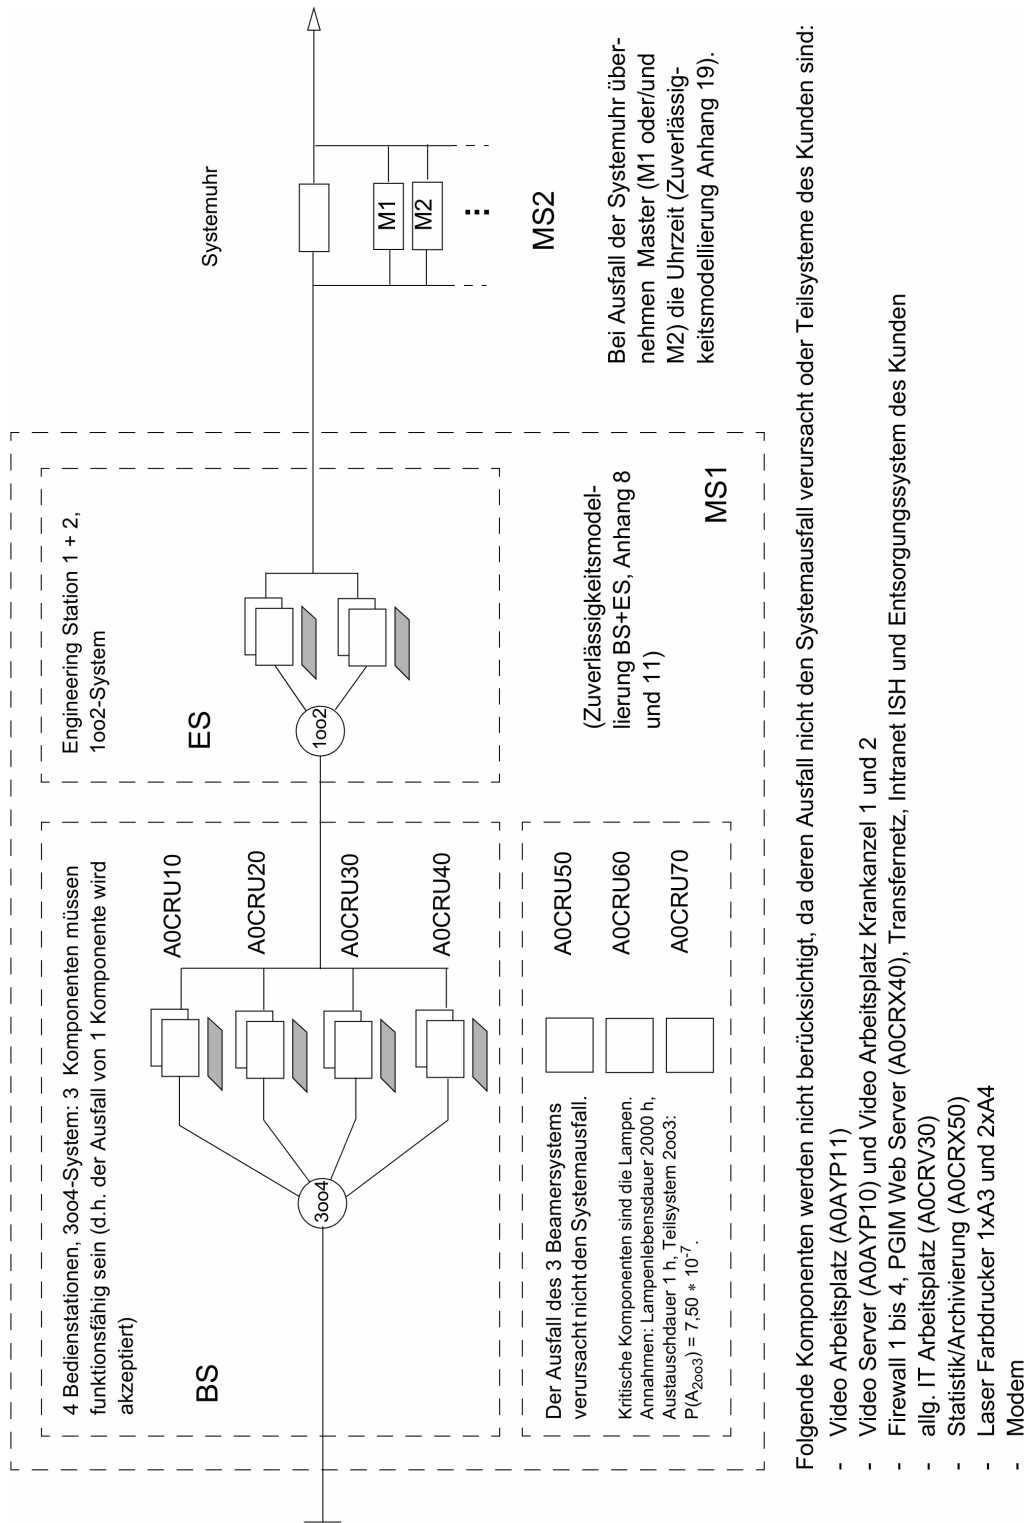 4 Bedienstationen, 3oo4-System: 3 Komponenten müssen
funktionsfähig sein (d.h. der Ausfall von 1 Komponente wird
akzeptiert)
BS
3oo4
A0CRU10
A0CRU20
A0CRU30
A0CRU40
Engineering Station 1 + 2,
1oo2-System
ES
1oo2
Systemuhr
M1
M2
MS2
Bei Ausfall der Systemuhr über-
nehmen Master (M1 oder/und
M2) die Uhrzeit (Zuverlässig-
keitsmodellierung Anhang 19).
Der Ausfall des 3 Beamersystems
verursacht nicht den Systemausfall.
Kritische Komponenten sind die Lampen.
Annahmen: Lampenlebensdauer 2000 h,
Austauschdauer 1 h, Teilsystem 2oo3:
P(A2oo3) = 7,50 * 10-7.
A0CRU50
A0CRU60
A0CRU70
(Zuverlässigkeitsmodel-
lierung BS+ES, Anhang 8
und 11)
MS1
Folgende Komponenten werden nicht berücksichtigt, da deren Ausfall nicht den Systemausfall verursacht oder Teilsysteme des Kunden sind:
- Video Arbeitsplatz (A0AYP11)
- Video Server (A0AYP10) und Video Arbeitsplatz Krankanzel 1 und 2
- Firewall 1 bis 4, PGIM Web Server (A0CRX40), Transfernetz, Intranet ISH und Entsorgungssystem des Kunden
- allg. IT Arbeitsplatz (A0CRV30)
- Statistik/Archivierung (A0CRX50)
- Laser Farbdrucker 1xA3 und 2xA4
- Modem